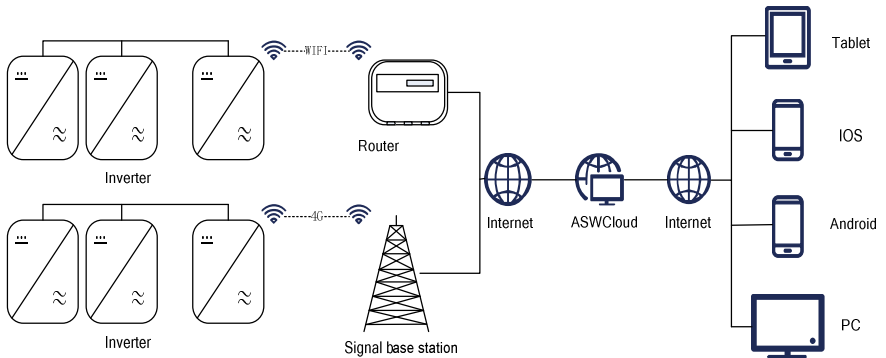 WIFI
Tablet
Router
IOS
Inverter
Internet
ASWCloud
Internet
4G
Android
PC
Inverter
Signal base station